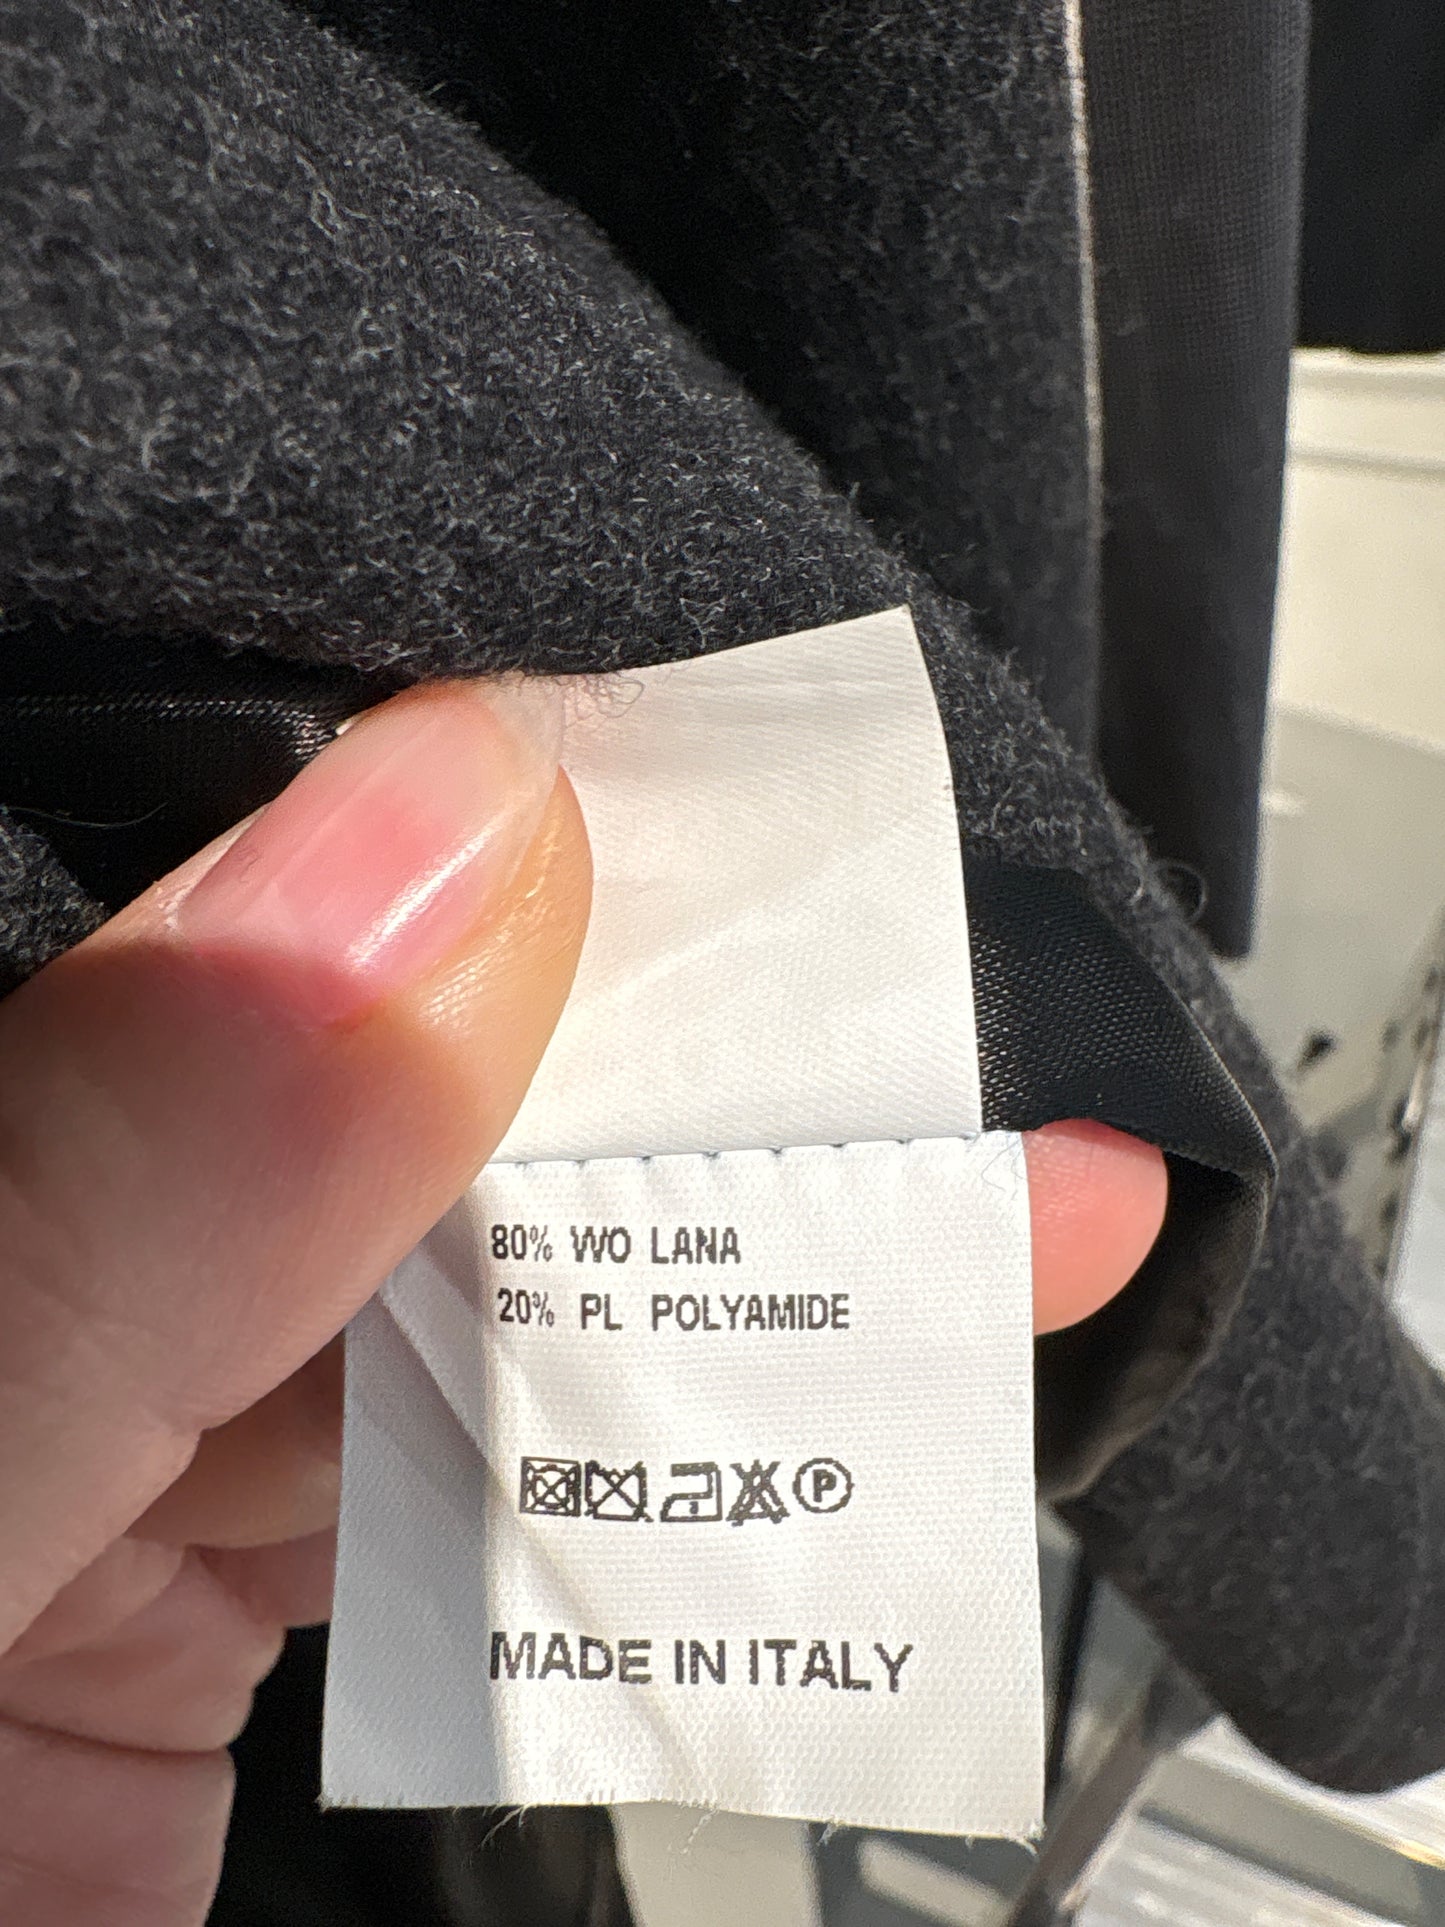 80% WO LANA
20% PL POLYAMIDE
P
MADE IN ITALY